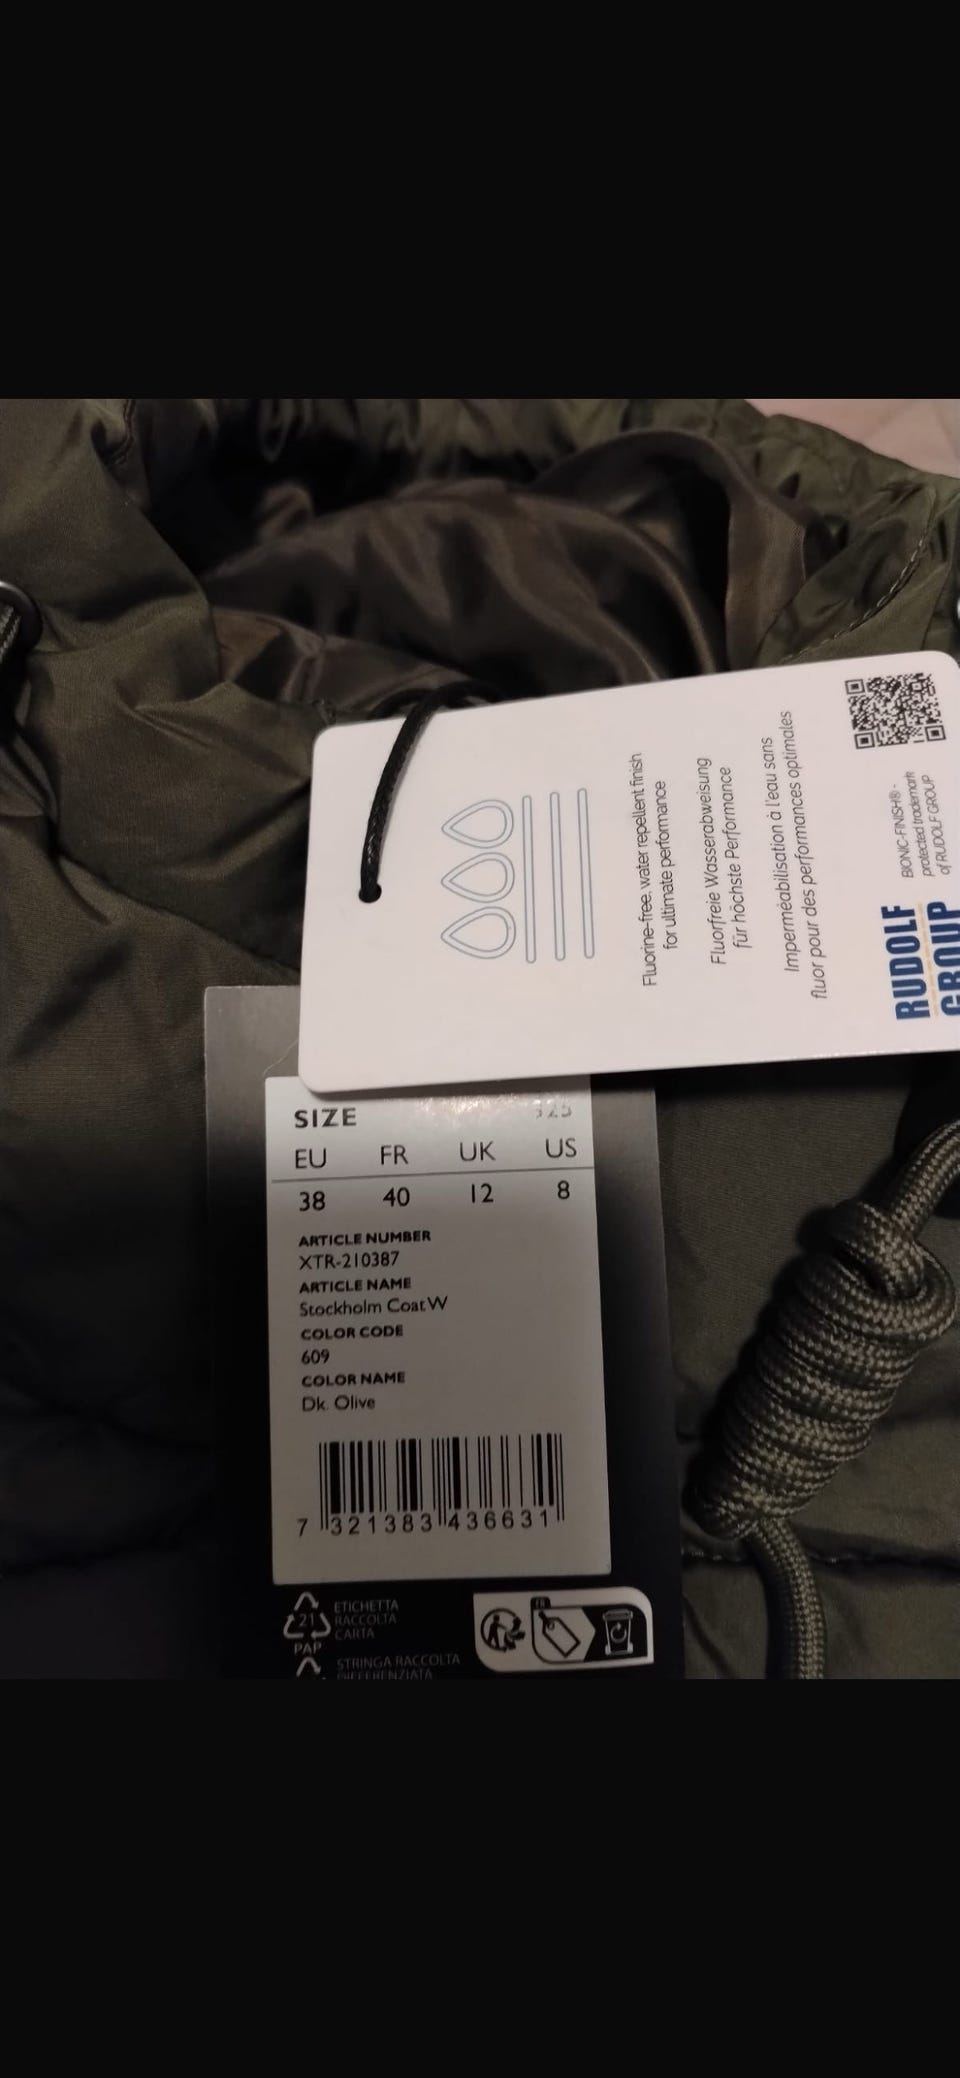 Fluorine-free, water repellent finish
for ultimate performance
Fluorfreie Wasserabweisung
für höchste Performance
Imperméabilisation à l'eau sans
fluor pour des performances optimales
BIONIC-FINISH® -
protected trademark
of RUDOLF GROUP
RUDOLF
GROUP
SIZE
EU FR UK US
38 40 12 8
ARTICLE NUMBER
XTR-210387
ARTICLE NAME
Stockholm Coat W
COLOR CODE
609
COLOR NAME
Dk. Olive
7 321383 436631
21
PAP
ETICHETTA
RACCOLTA
CARTA
FR
STRINGA RACCOLTA
DIFFERENZIATA